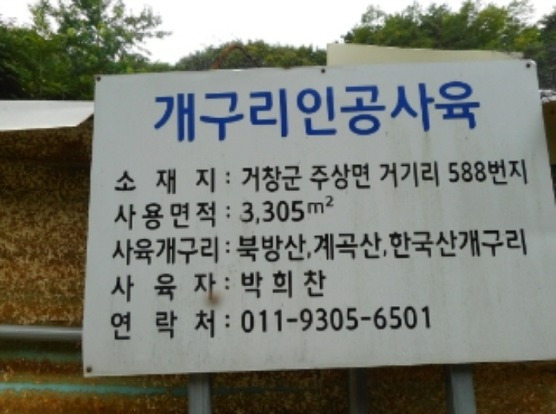 개구리인공사육
소 재 지 : 거창군 주상면 거기리 588번지
사용면적 : 3,305m²
사육개구리 : 북방산,계곡산,한국산개구리
사 육 자 : 박 희 찬
연 락 처 : 011-9305-6501